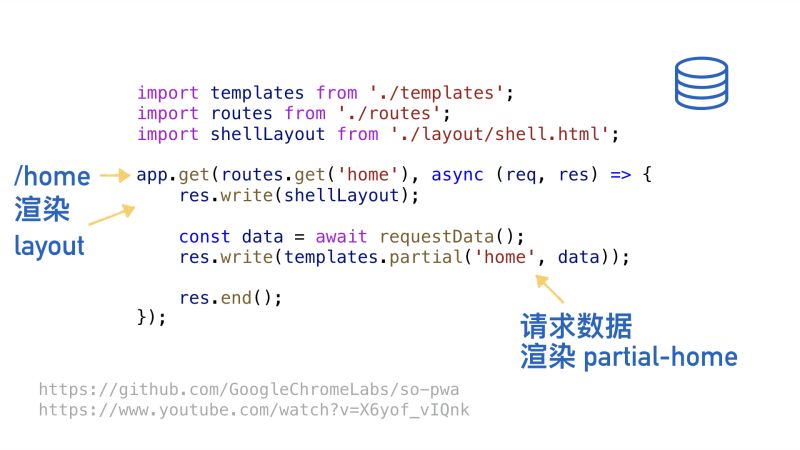 import templates from './templates';
import routes from './routes';
import shellLayout from './layout/shell.html';
/home
渲染
layout
app.get(routes.get('home'), async (req, res) => {
res.write(shellLayout);
const data = await requestData();
res.write(templates.partial('home', data));
res.end();
});
请求数据
渲染 partial-home
https://github.com/GoogleChromeLabs/so-pwa
https://www.youtube.com/watch?v=X6yof_vIQnk